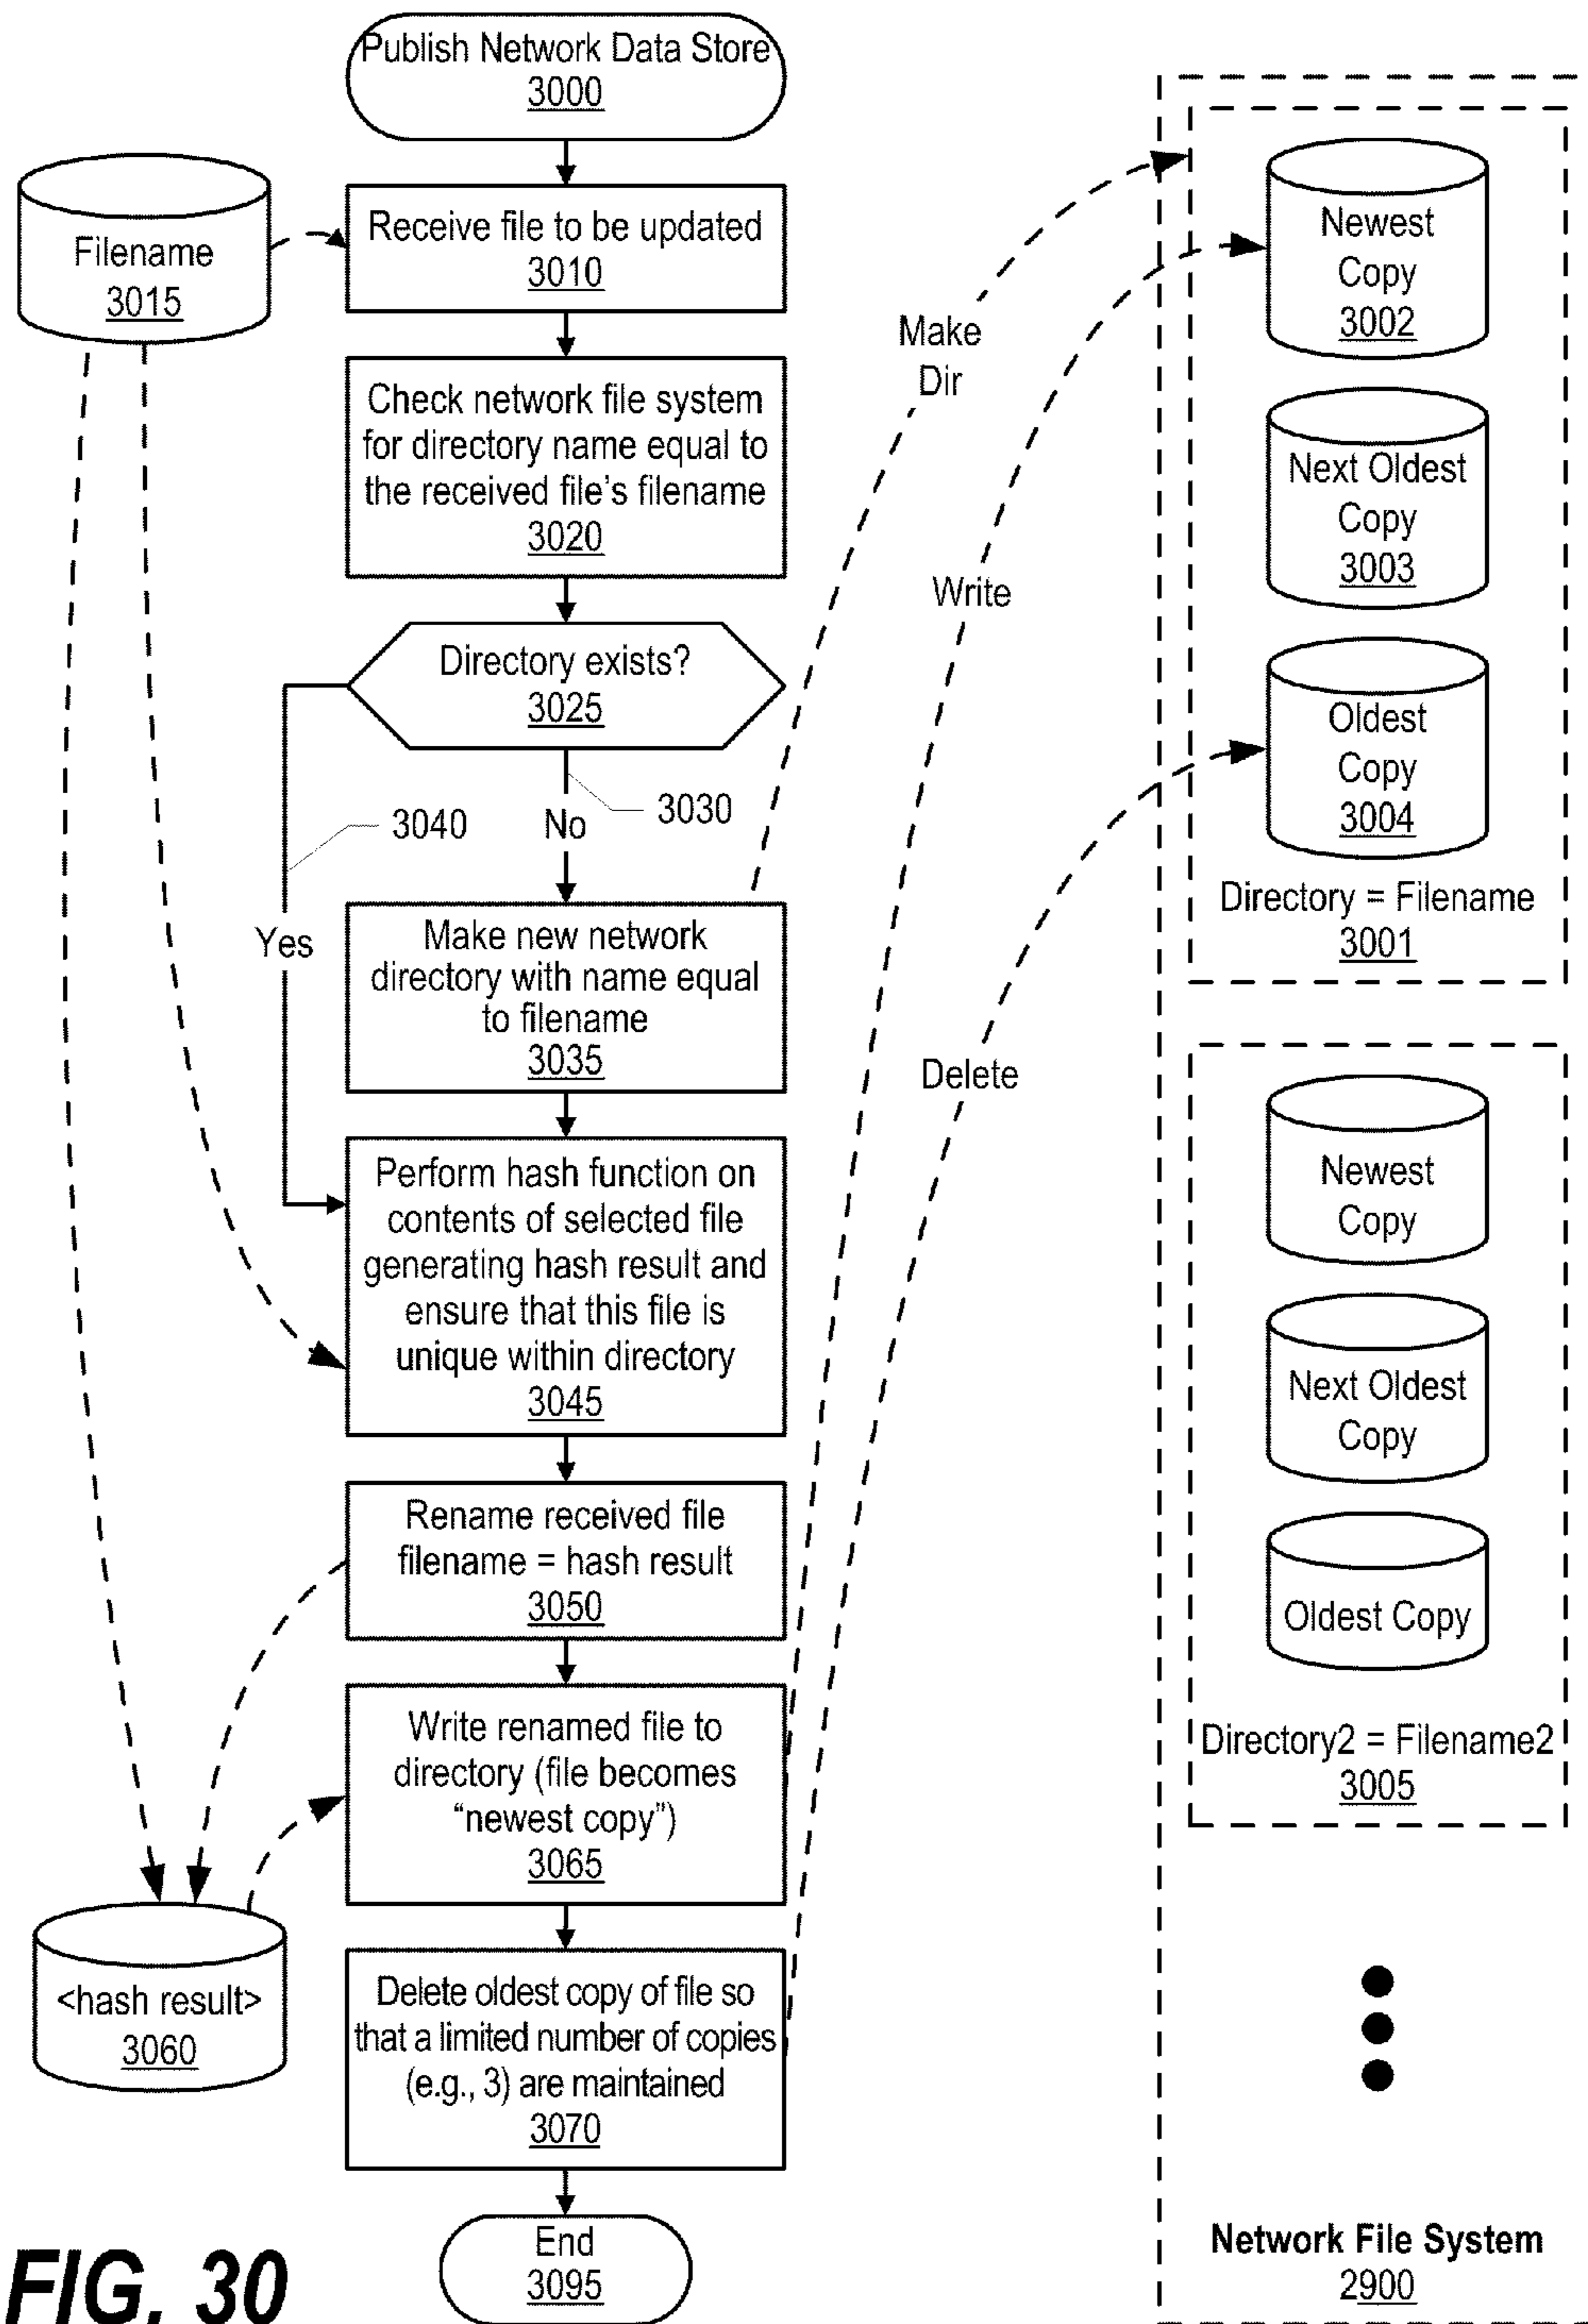 Publish Network Data Store
3000
Filename
3015
Receive file to be updated
3010
Check network file system
for directory name equal to
the received file's filename
3020
Directory exists?
3025
3040
3030
No
Yes
Make new network
directory with name equal
to filename
3035
Perform hash function on
contents of selected file
generating hash result and
ensure that this file is
unique within directory
3045
Rename received file
filename = hash result
3050
Write renamed file to
directory (file becomes
“newest copy”)
3065
<hash result>
3060
Delete oldest copy of file so
that a limited number of copies
(e.g., 3) are maintained
3070
End
3095
Make
Dir
Write
Delete
Newest
Copy
3002
Next Oldest
Copy
3003
Oldest
Copy
3004
Directory = Filename
3001
Newest
Copy
Next Oldest
Copy
Oldest Copy
Directory2 = Filename2
3005
Network File System
2900
FIG. 30